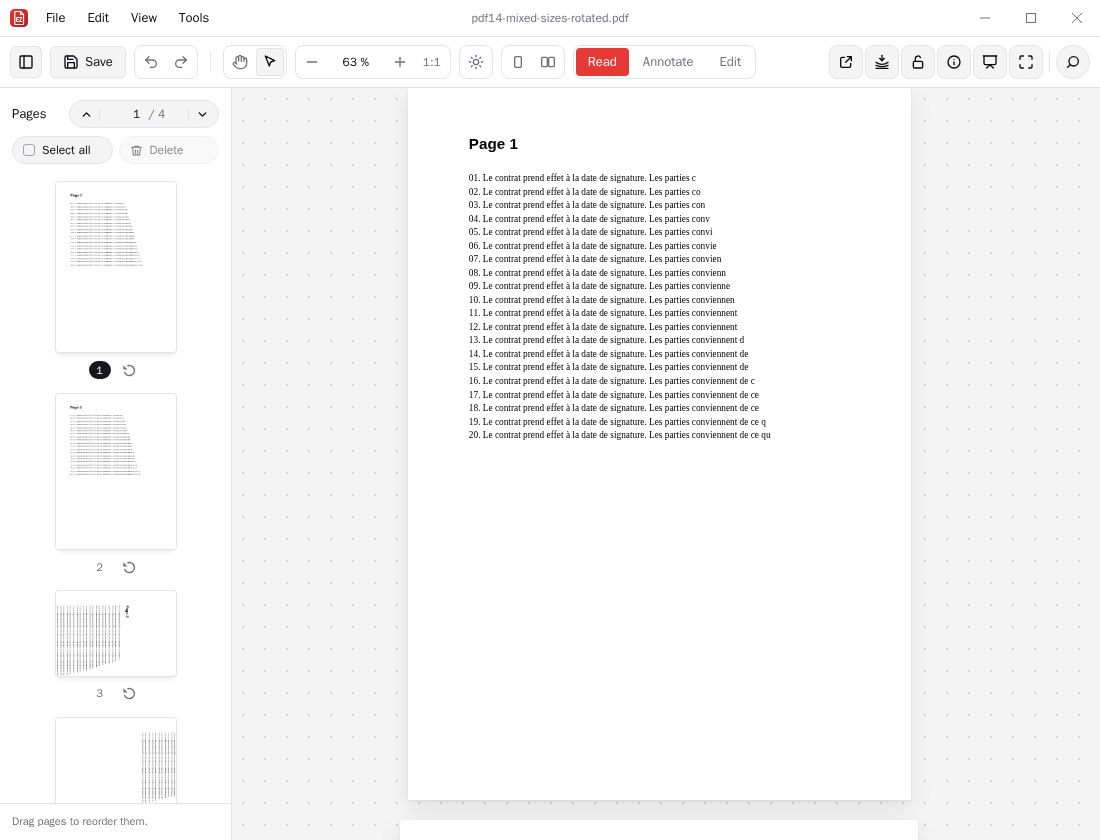 File Edit View Tools
pdf14-mixed-sizes-rotated.pdf
Save
63 %
1:1
Read Annotate Edit
Pages
1 / 4
Select all
Delete
Page 1
1
Page 2
2
3
Drag pages to reorder them.
Page 1
01. Le contrat prend effet à la date de signature. Les parties c
02. Le contrat prend effet à la date de signature. Les parties co
03. Le contrat prend effet à la date de signature. Les parties con
04. Le contrat prend effet à la date de signature. Les parties conv
05. Le contrat prend effet à la date de signature. Les parties convi
06. Le contrat prend effet à la date de signature. Les parties convie
07. Le contrat prend effet à la date de signature. Les parties convien
08. Le contrat prend effet à la date de signature. Les parties convienn
09. Le contrat prend effet à la date de signature. Les parties convienne
10. Le contrat prend effet à la date de signature. Les parties conviennen
11. Le contrat prend effet à la date de signature. Les parties conviennent
12. Le contrat prend effet à la date de signature. Les parties conviennent
13. Le contrat prend effet à la date de signature. Les parties conviennent d
14. Le contrat prend effet à la date de signature. Les parties conviennent de
15. Le contrat prend effet à la date de signature. Les parties conviennent de
16. Le contrat prend effet à la date de signature. Les parties conviennent de c
17. Le contrat prend effet à la date de signature. Les parties conviennent de ce
18. Le contrat prend effet à la date de signature. Les parties conviennent de ce
19. Le contrat prend effet à la date de signature. Les parties conviennent de ce q
20. Le contrat prend effet à la date de signature. Les parties conviennent de ce qu